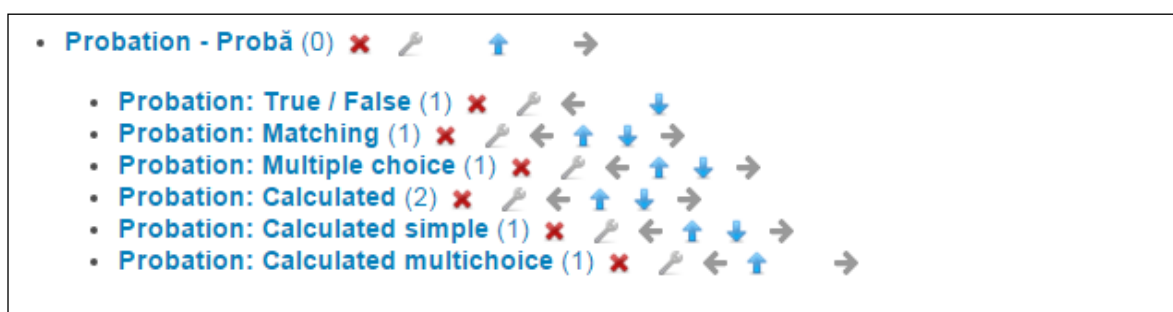 Probation - Probă (0)
Probation: True / False (1)
Probation: Matching (1)
Probation: Multiple choice (1)
Probation: Calculated (2)
Probation: Calculated simple (1)
Probation: Calculated multichoice (1)